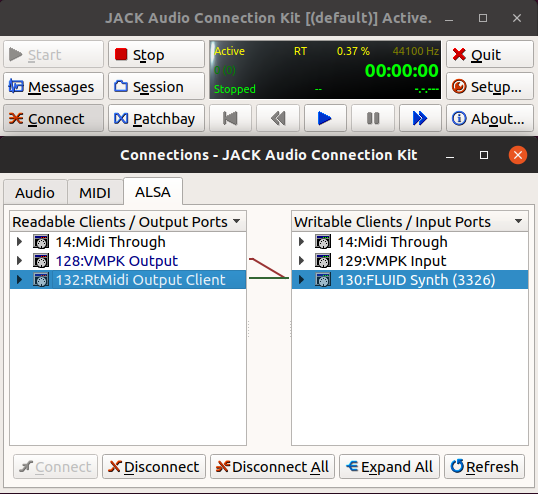 JACK Audio Connection Kit [(default)] Active.
Start Stop Active RT 0.37 % 44100 Hz Quit
0 (0) 00:00:00
Messages Session Stopped -- -.-.--- Setup...
Connect Patchbay About...
Connections - JACK Audio Connection Kit
Audio MIDI ALSA
Readable Clients / Output Ports Writable Clients / Input Ports
14:Midi Through 14:Midi Through
128:VMPK Output 129:VMPK Input
132:RtMidi Output Client 130:FLUID Synth (3326)
Connect Disconnect Disconnect All Expand All Refresh